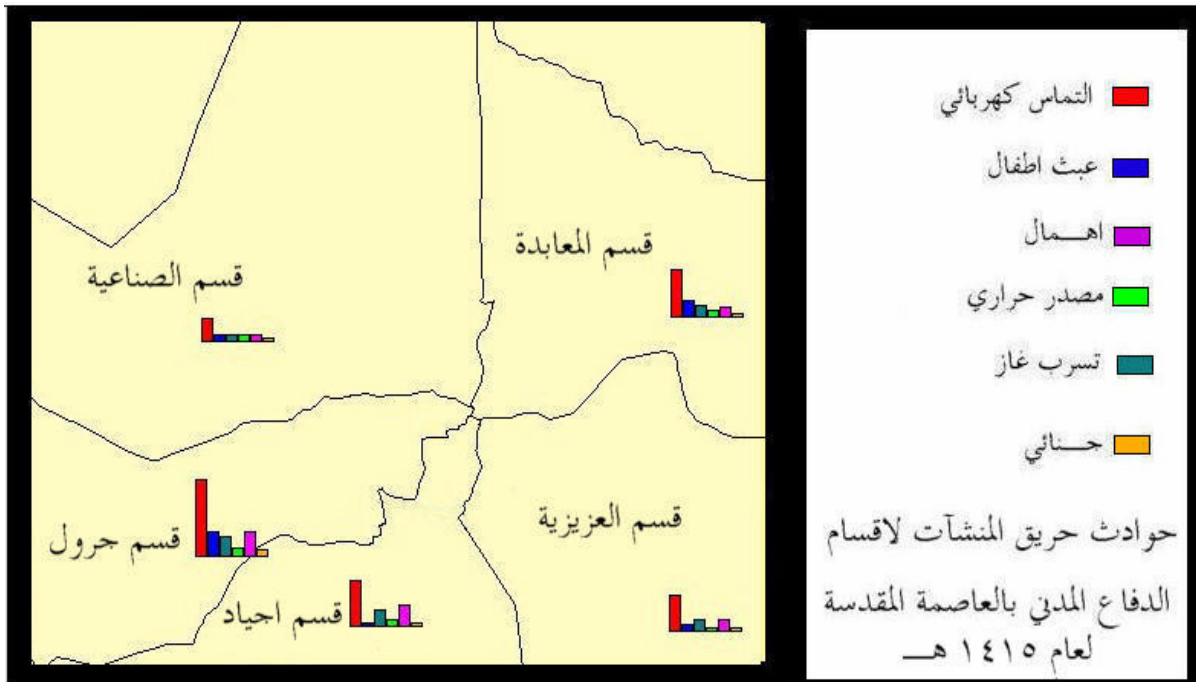 التماس كهربائي
عبث اطفال
اهـــمال
مصدر حراري
تسرب غاز
جـــنائي
حوادث حريق المنشآت لاقسام
الدفاع المدني بالعاصمة المقدسة
لعام ١٤١٥ هــ
قسم المعابدة
قسم الصناعية
قسم العزيزية
قسم جرول
قسم اجياد